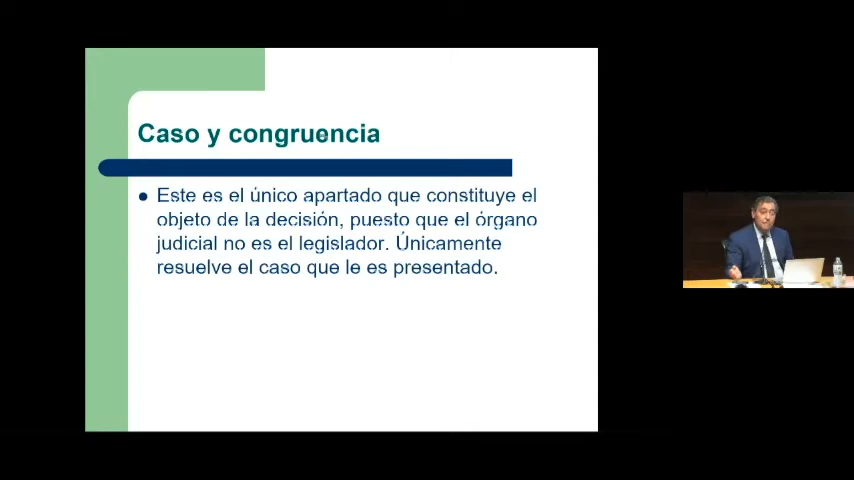 Caso y congruencia
Este es el único apartado que constituye el
objeto de la decisión, puesto que el órgano
judicial no es el legislador. Únicamente
resuelve el caso que le es presentado.